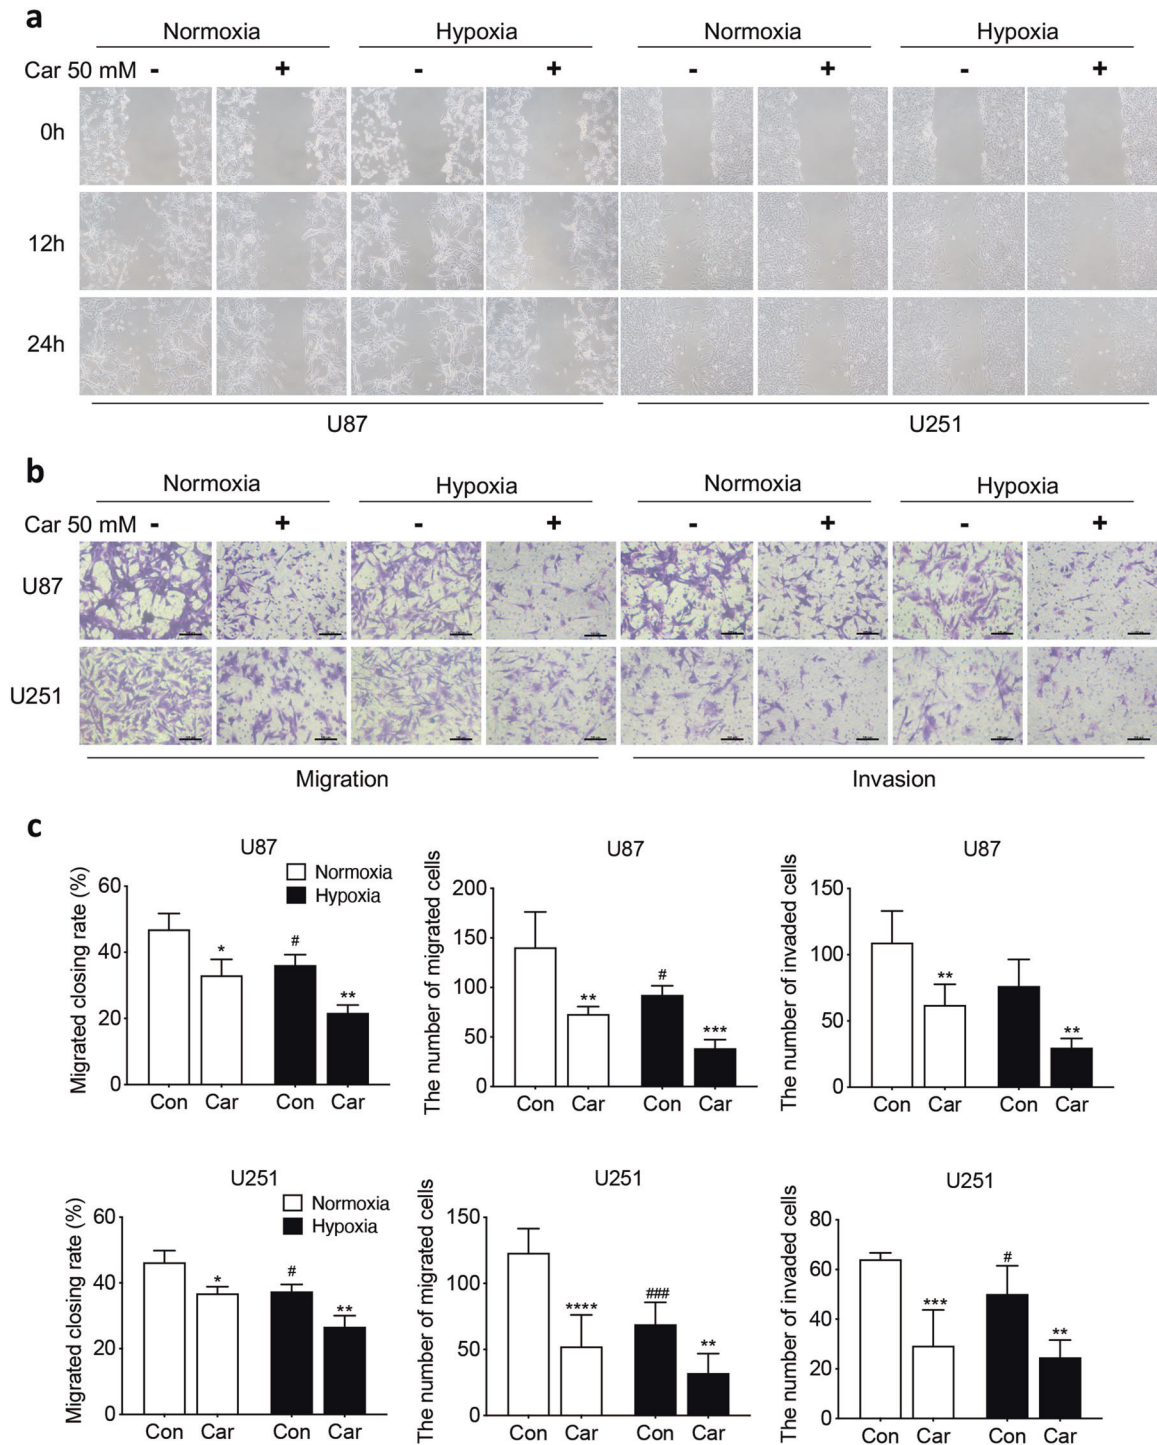 a
Normoxia Hypoxia Normoxia Hypoxia
Car 50 mM - + - + - + - +
0h
12h
24h
U87 U251
b
Normoxia Hypoxia Normoxia Hypoxia
Car 50 mM - + - + - + - +
U87
U251
Migration Invasion
c
U87
Normoxia
Hypoxia
Migrated closing rate (%)
60
40
20
0
*
#
**
Con Car Con Car
U87
The number of migrated cells
200
150
100
50
0
**
#
***
Con Car Con Car
U87
The number of invaded cells
150
100
50
0
**
**
Con Car Con Car
U251
Normoxia
Hypoxia
Migrated closing rate (%)
60
40
20
0
*
#
**
Con Car Con Car
U251
The number of migrated cells
150
100
50
0
****
###
**
Con Car Con Car
U251
The number of invaded cells
80
60
40
20
0
***
#
**
Con Car Con Car